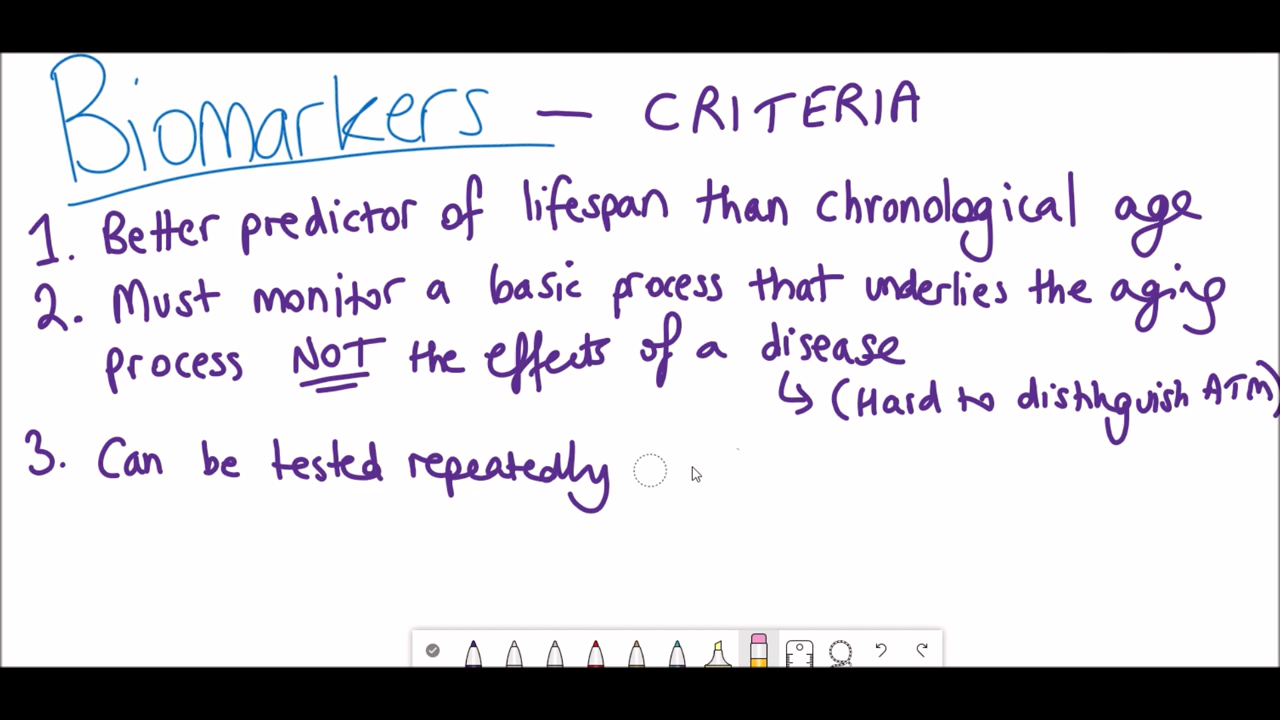 Biomarkers — CRITERIA
1. Better predictor of lifespan than chronological age
2. Must monitor a basic process that underlies the aging
process NOT the effects of a disease
↳ (Hard to distinguish ATM)
3. Can be tested repeatedly